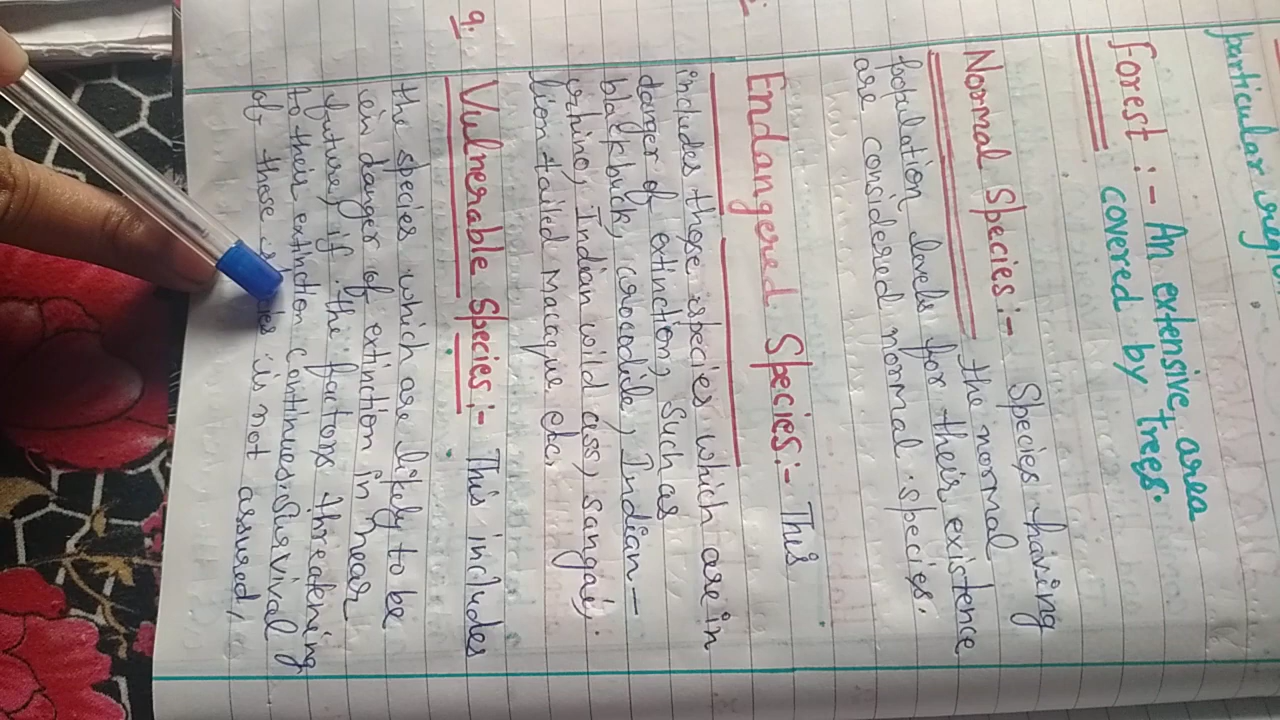 particular
forest :- An extensive area
covered by trees.
Normal Species :- Species having
the normal
population levels for their existence
are considered normal species.
Endangered Species:- This
includes those species which are in
danger of extinction, such as
blackbuck, crocodile, Indian-
rhino, Indian wild ass, sangai,
lion tailed macaque etc.
9. Vulnerable Species:- This includes
the species which are likely to be
in danger of extinction in near
future, if the factors threatening
to their extinction continues. Survival
of these species is not assured,